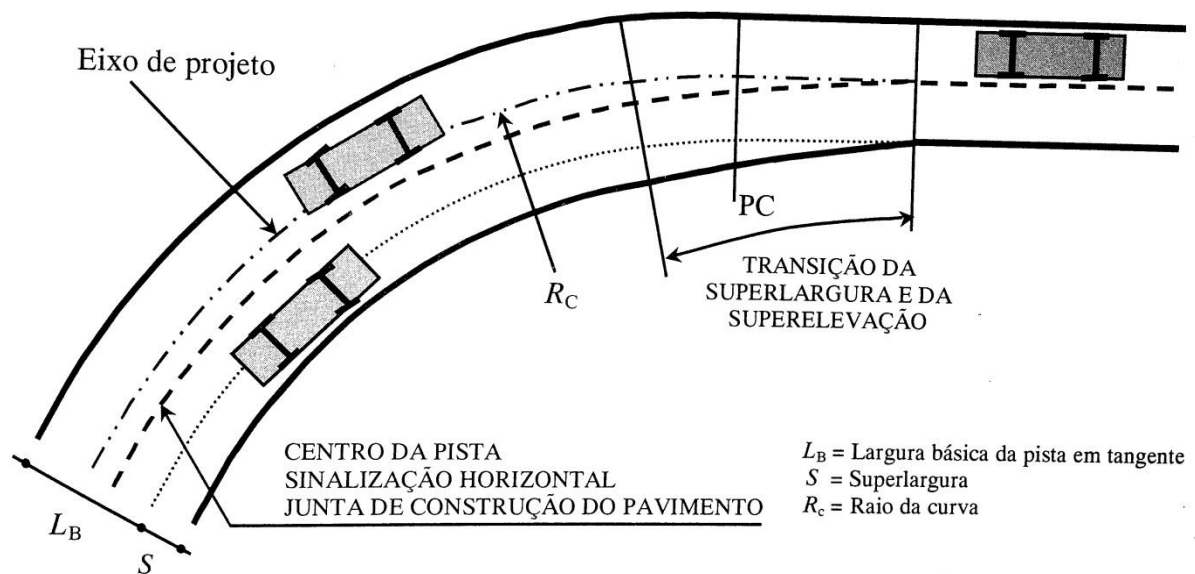 Eixo de projeto
R_C
PC
TRANSIÇÃO DA
SUPERLARGURA E DA
SUPERELEVAÇÃO
CENTRO DA PISTA
SINALIZAÇÃO HORIZONTAL
JUNTA DE CONSTRUÇÃO DO PAVIMENTO
L_B = Largura básica da pista em tangente
S = Superlargura
R_c = Raio da curva
L_B
S